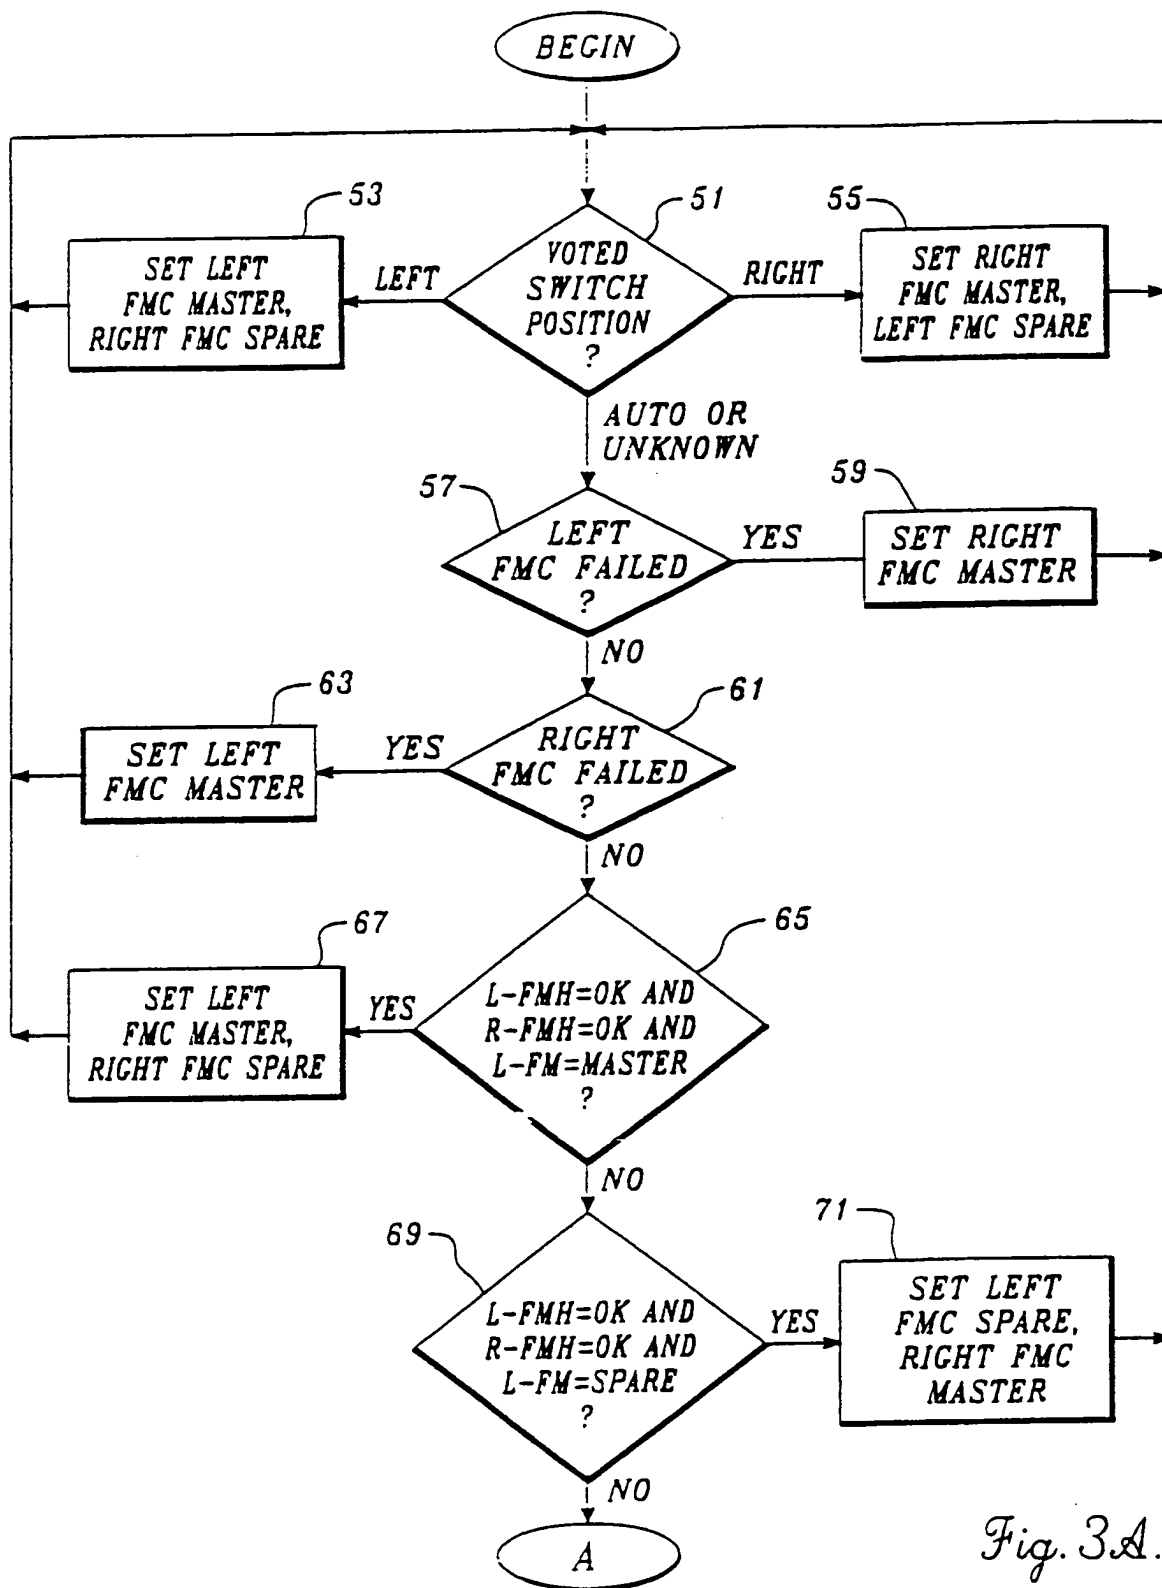 BEGIN
53
51
55
SET LEFT
FMC MASTER,
RIGHT FMC SPARE
LEFT
VOTED
SWITCH
POSITION
?
RIGHT
SET RIGHT
FMC MASTER,
LEFT FMC SPARE
AUTO OR
UNKNOWN
57
59
LEFT
FMC FAILED
?
YES
SET RIGHT
FMC MASTER
NO
63
61
SET LEFT
FMC MASTER
YES
RIGHT
FMC FAILED
?
NO
67
65
SET LEFT
FMC MASTER,
RIGHT FMC SPARE
YES
L-FMH=OK AND
R-FMH=OK AND
L-FM=MASTER
?
NO
69
71
L-FMH=OK AND
R-FMH=OK AND
L-FM=SPARE
?
YES
SET LEFT
FMC SPARE,
RIGHT FMC
MASTER
NO
A
Fig. 3A.